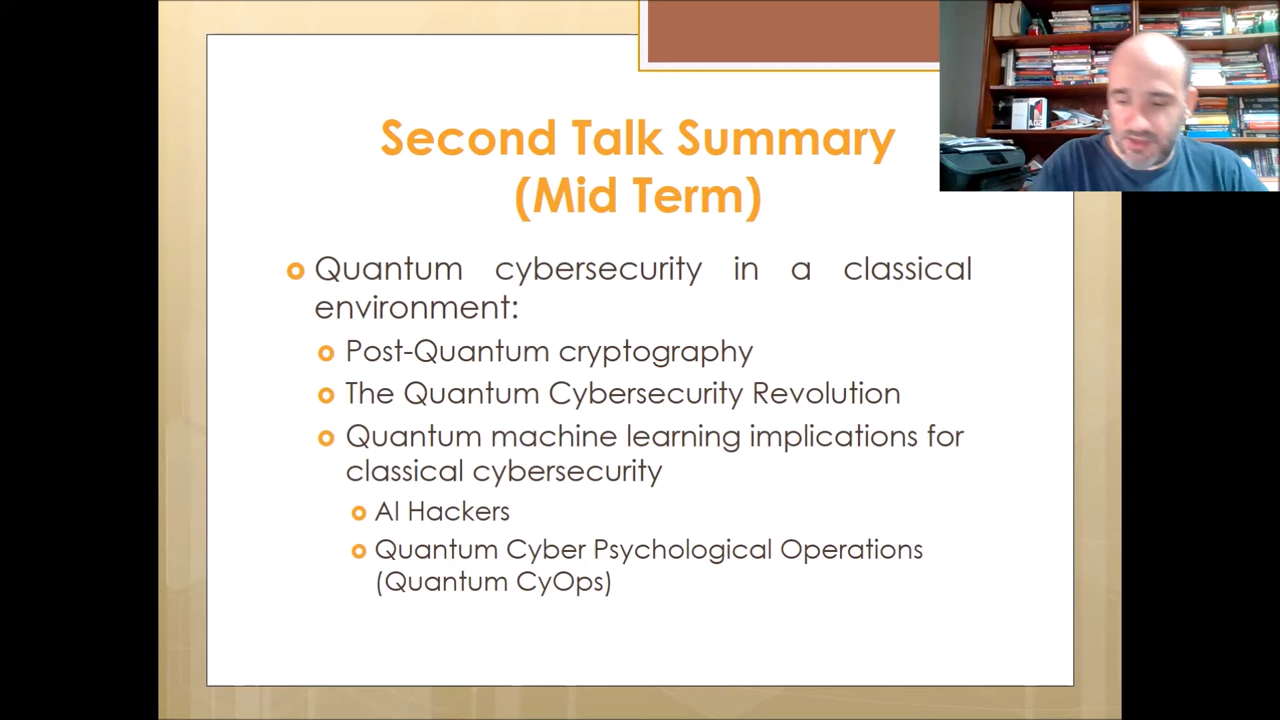 Second Talk Summary
(Mid Term)
Quantum cybersecurity in a classical
environment:
Post-Quantum cryptography
The Quantum Cybersecurity Revolution
Quantum machine learning implications for
classical cybersecurity
AI Hackers
Quantum Cyber Psychological Operations
(Quantum CyOps)